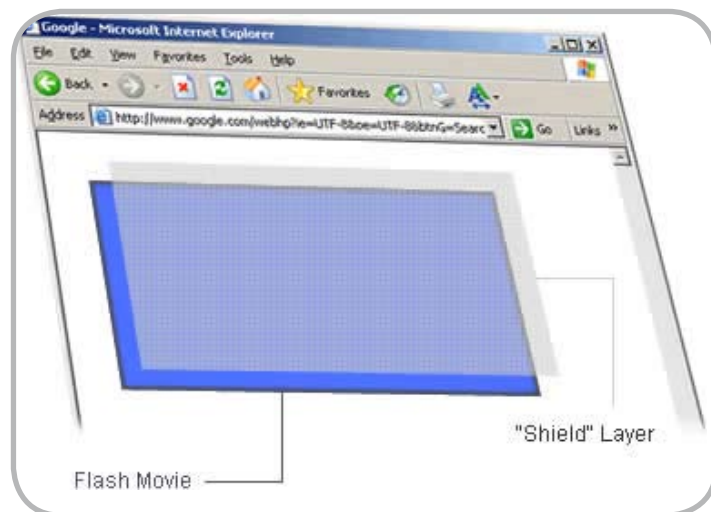 Google - Microsoft Internet Explorer
File Edit View Favorites Tools Help
Back Favorites
Address http://www.google.com/webhp?ie=UTF-8&oe=UTF-8&btnG=Searc Go Links »
"Shield" Layer
Flash Movie